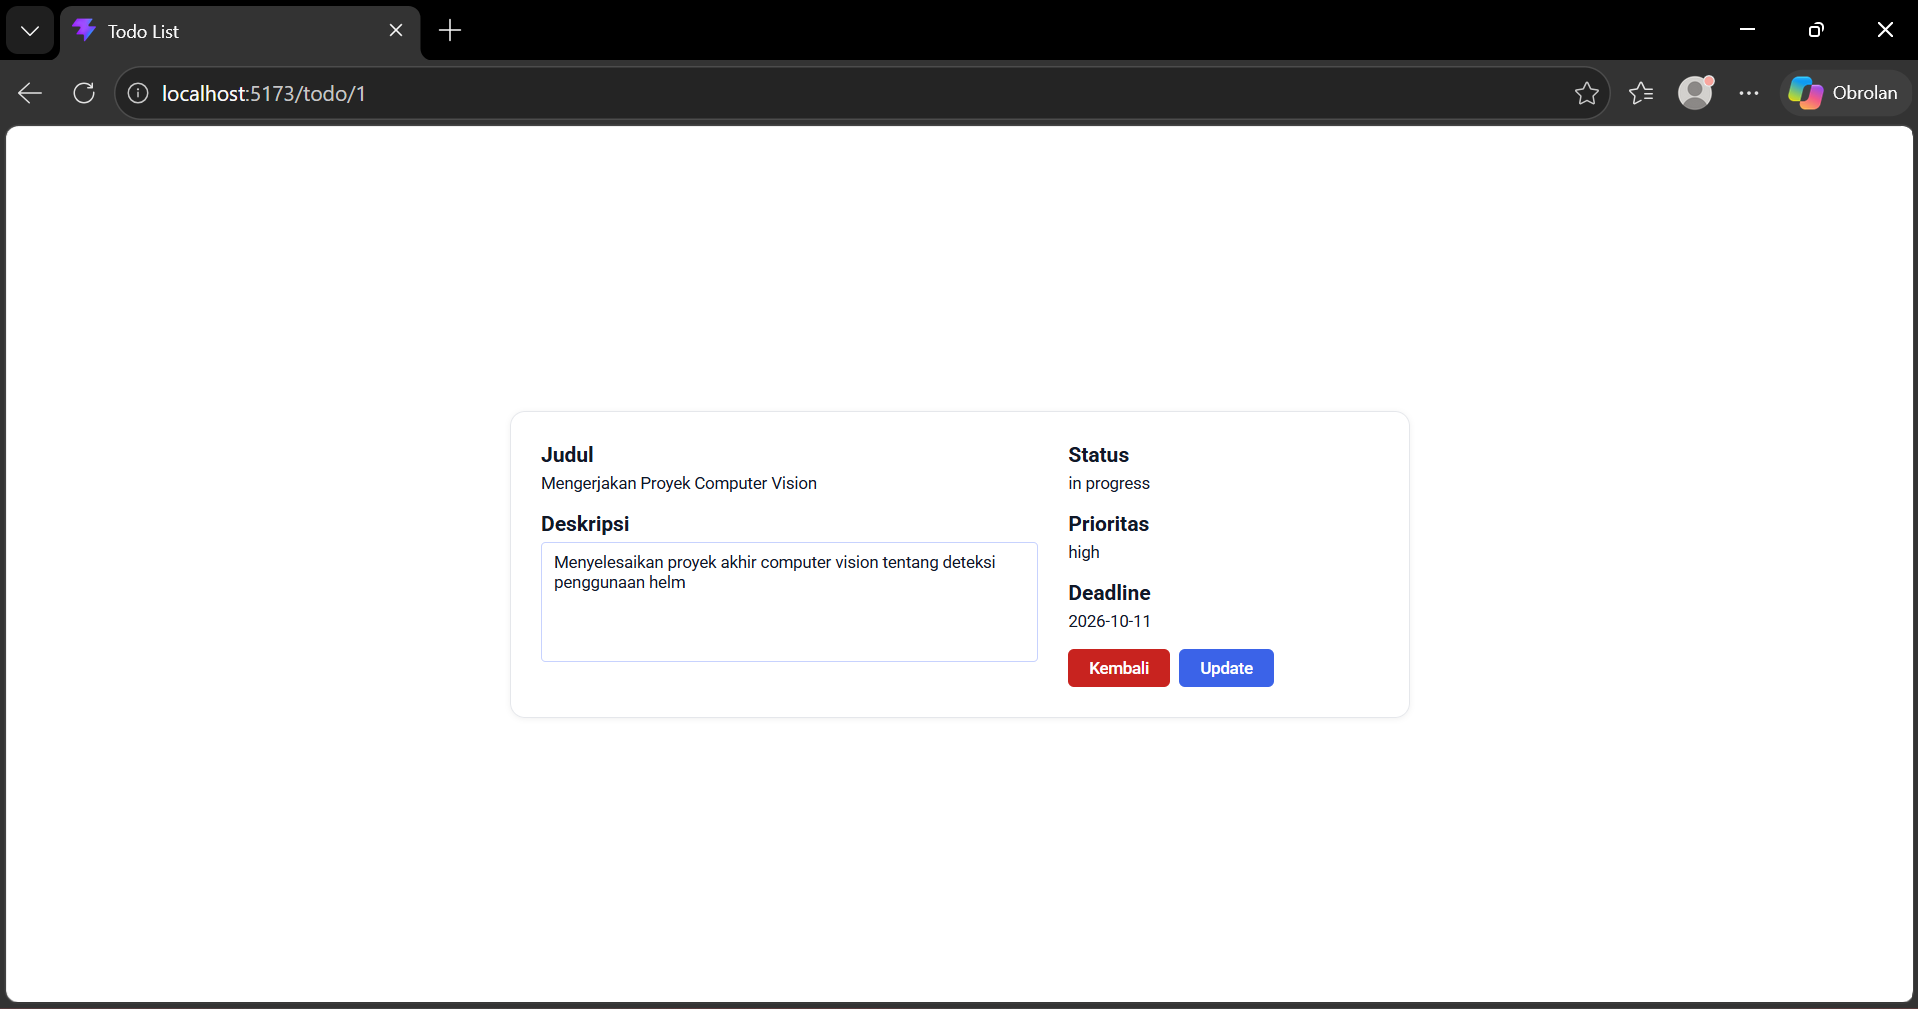 Todo List
localhost:5173/todo/1
Obrolan
Judul
Mengerjakan Proyek Computer Vision
Deskripsi
Menyelesaikan proyek akhir computer vision tentang deteksi
penggunaan helm
Status
in progress
Prioritas
high
Deadline
2026-10-11
Kembali
Update